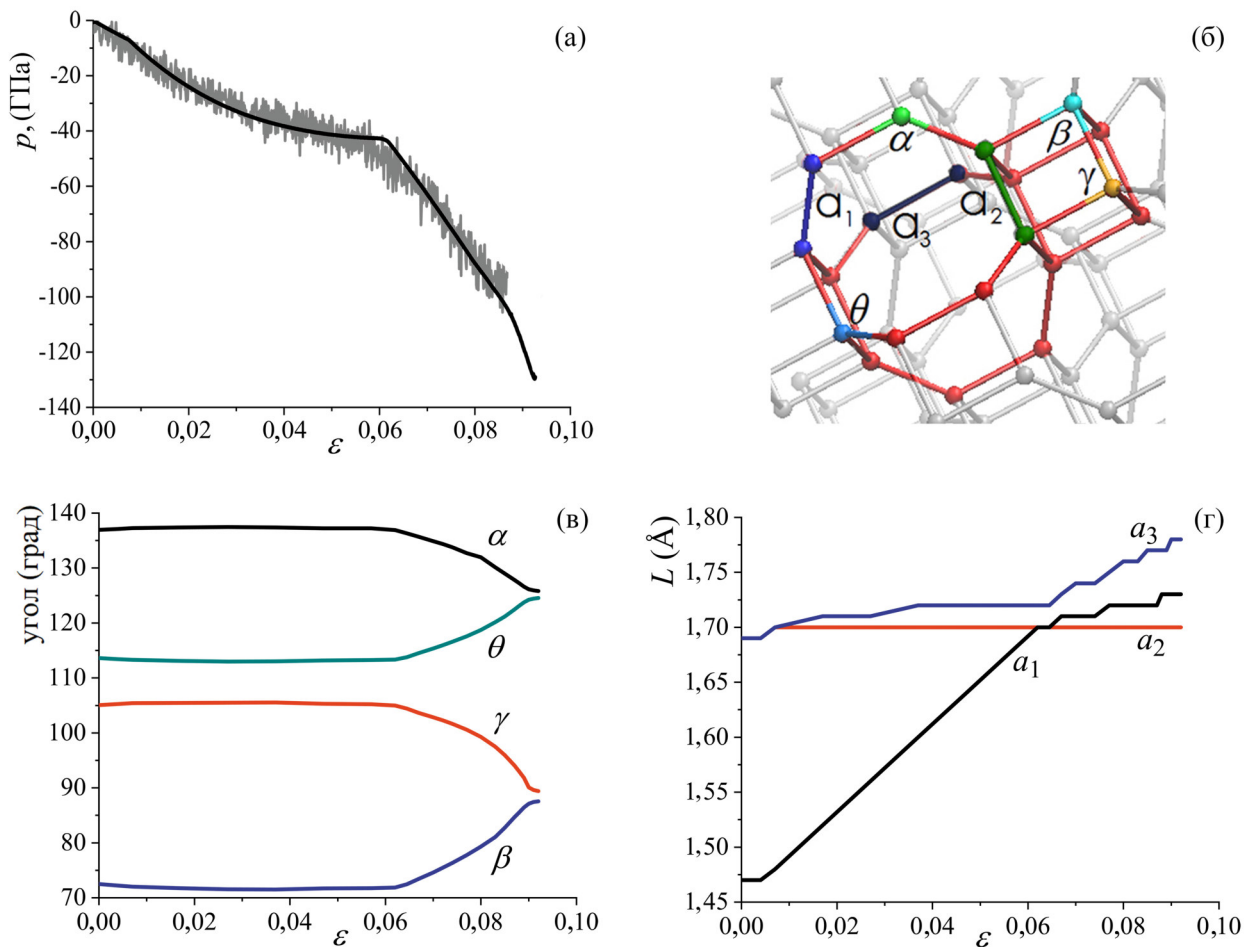 (а)
p, (ГПа)
0
-20
-40
-60
-80
-100
-120
-140
0,00 0,02 0,04 0,06 0,08 0,10
ε
(б)
α
β
γ
a₁
a₂
a₃
θ
(в)
угол (град)
140
130
120
110
100
90
80
70
α
θ
γ
β
0,00 0,02 0,04 0,06 0,08 0,10
ε
(г)
L (Å)
1,80
1,75
1,70
1,65
1,60
1,55
1,50
1,45
a₃
a₁
a₂
0,00 0,02 0,04 0,06 0,08 0,10
ε